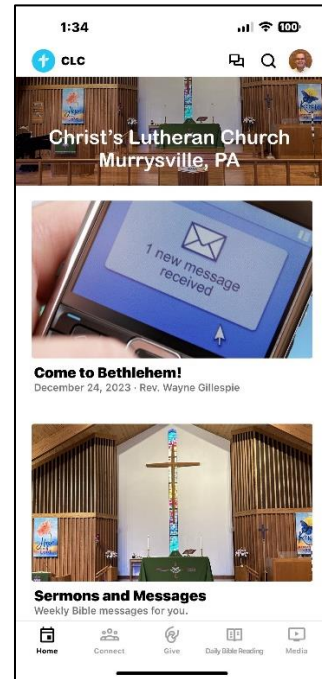 1:34
100
CLC
Christ's Lutheran Church
Murrysville, PA
1 new message
received
Come to Bethlehem!
December 24, 2023 · Rev. Wayne Gillespie
Sermons and Messages
Weekly Bible messages for you.
Home Connect Give Daily Bible Reading Media